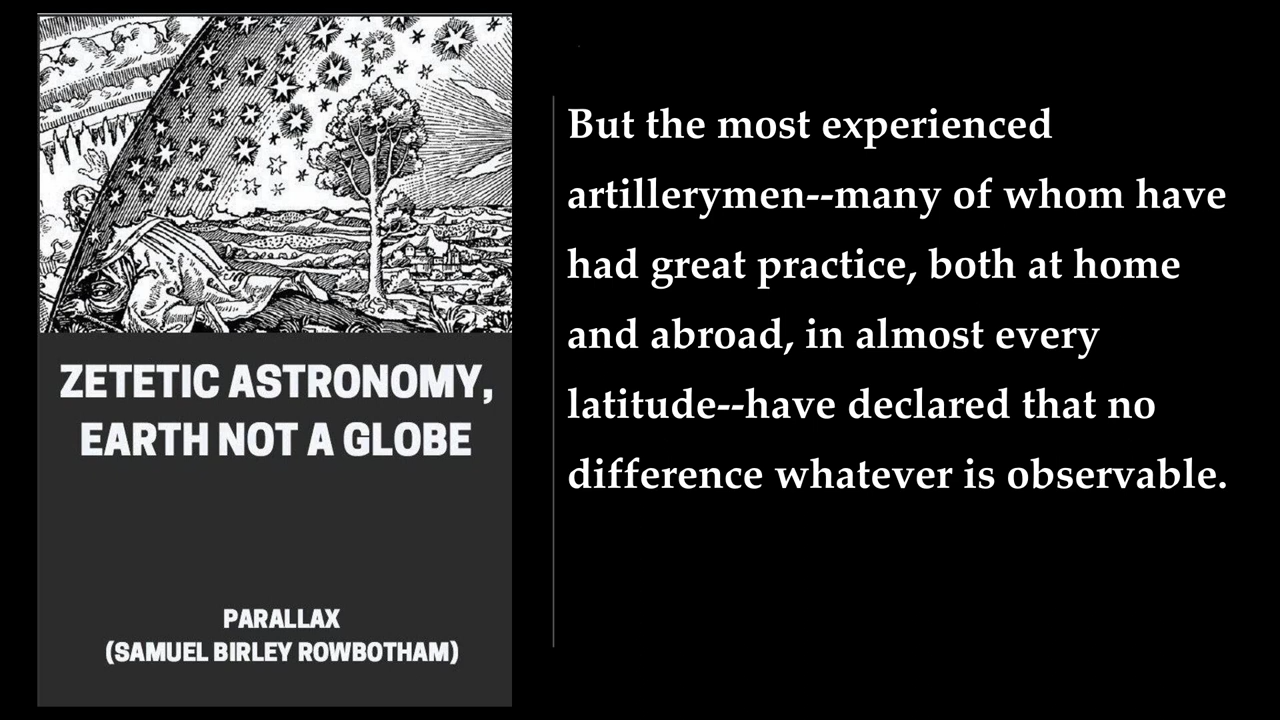 ZETETIC ASTRONOMY,
EARTH NOT A GLOBE
PARALLAX
(SAMUEL BIRLEY ROWBOTHAM)
But the most experienced
artillerymen--many of whom have
had great practice, both at home
and abroad, in almost every
latitude--have declared that no
difference whatever is observable.